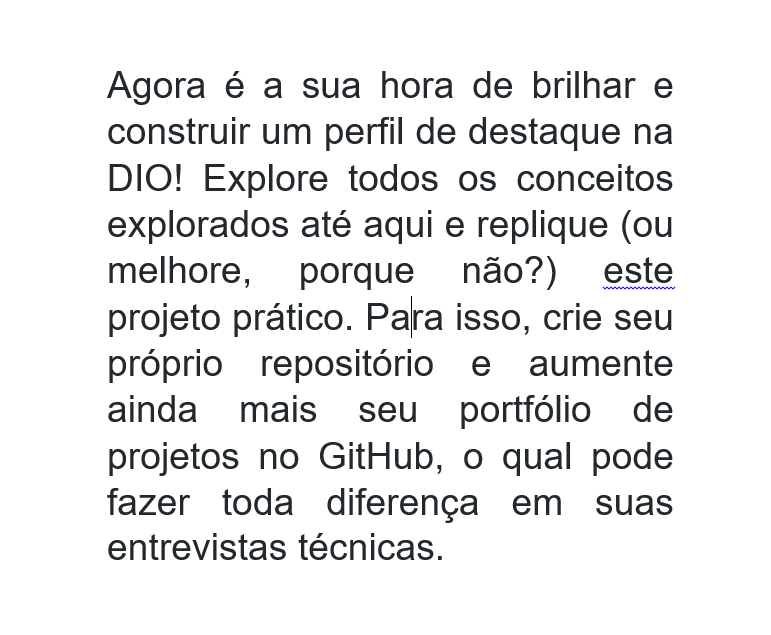 Agora é a sua hora de brilhar e
construir um perfil de destaque na
DIO! Explore todos os conceitos
explorados até aqui e replique (ou
melhore, porque não?) este
projeto prático. Para isso, crie seu
próprio repositório e aumente
ainda mais seu portfólio de
projetos no GitHub, o qual pode
fazer toda diferença em suas
entrevistas técnicas.